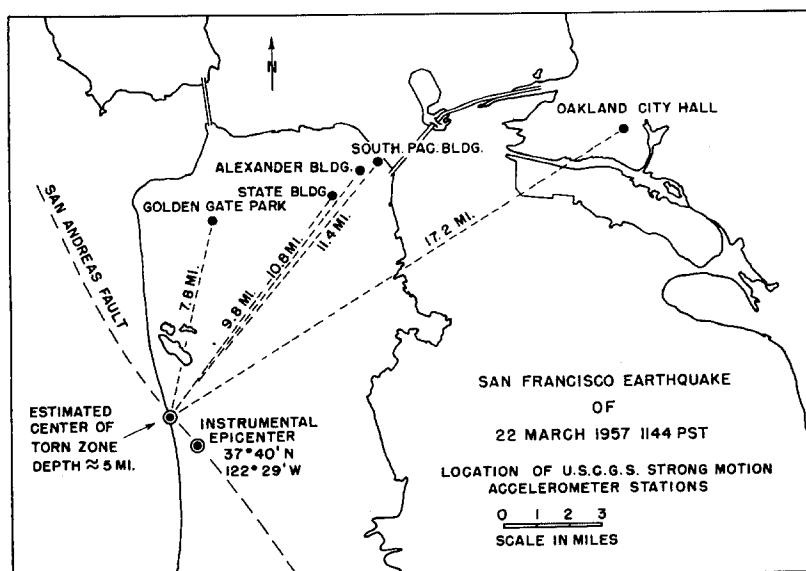 N
OAKLAND CITY HALL
SOUTH. PAC. BLDG.
ALEXANDER BLDG.
STATE BLDG.
GOLDEN GATE PARK
SAN ANDREAS FAULT
7.8 MI.
9.8 MI.
10.8 MI.
11.4 MI.
17.2 MI.
ESTIMATED
CENTER OF
TORN ZONE
DEPTH ≈ 5 MI.
INSTRUMENTAL
EPICENTER
37° 40' N
122° 29' W
SAN FRANCISCO EARTHQUAKE
OF
22 MARCH 1957 1144 PST
LOCATION OF U.S.C.G.S. STRONG MOTION
ACCELEROMETER STATIONS
0 1 2 3
SCALE IN MILES